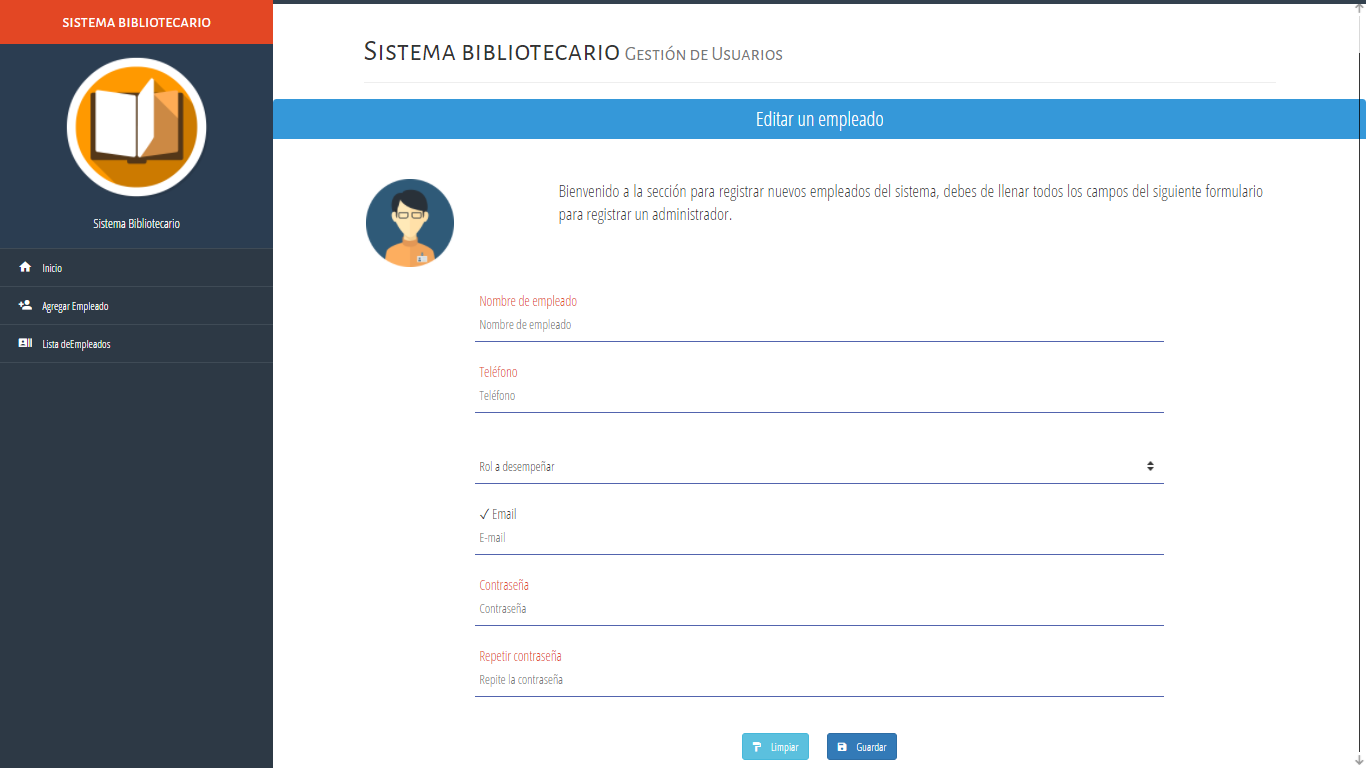 SISTEMA BIBLIOTECARIO
Sistema Bibliotecario
Inicio
Agregar Empleado
Lista deEmpleados
Sistema bibliotecario Gestión de Usuarios
Editar un empleado
Bienvenido a la sección para registrar nuevos empleados del sistema, debes de llenar todos los campos del siguiente formulario
para registrar un administrador.
Nombre de empleado
Nombre de empleado
Teléfono
Teléfono
Rol a desempeñar
✓ Email
E-mail
Contraseña
Contraseña
Repetir contraseña
Repite la contraseña
Limpiar
Guardar